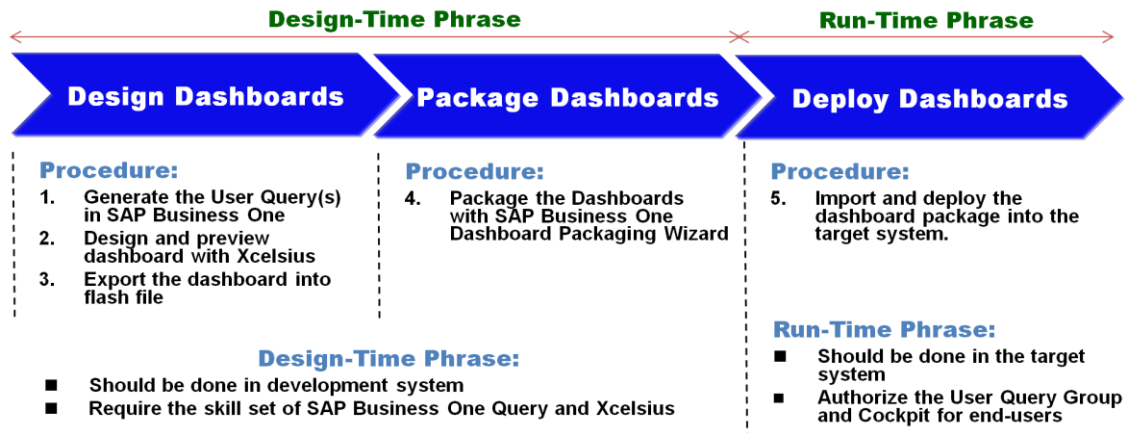 Design-Time Phrase
Run-Time Phrase
Design Dashboards
Package Dashboards
Deploy Dashboards
Procedure:
1. Generate the User Query(s)
in SAP Business One
2. Design and preview
dashboard with Xcelsius
3. Export the dashboard into
flash file
Procedure:
4. Package the Dashboards
with SAP Business One
Dashboard Packaging Wizard
Procedure:
5. Import and deploy the
dashboard package into the
target system.
Design-Time Phrase:
■ Should be done in development system
■ Require the skill set of SAP Business One Query and Xcelsius
Run-Time Phrase:
■ Should be done in the target
system
■ Authorize the User Query Group
and Cockpit for end-users